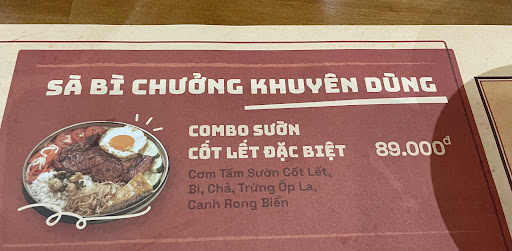 SÀ BÌ CHƯỞNG KHUYÊN DÙNG
COMBO SƯỜN
CỐT LẾT ĐẶC BIỆT 89.000đ
Cơm Tấm Sườn Cốt Lết,
Bì, Chả, Trứng Ốp La,
Canh Rong Biển